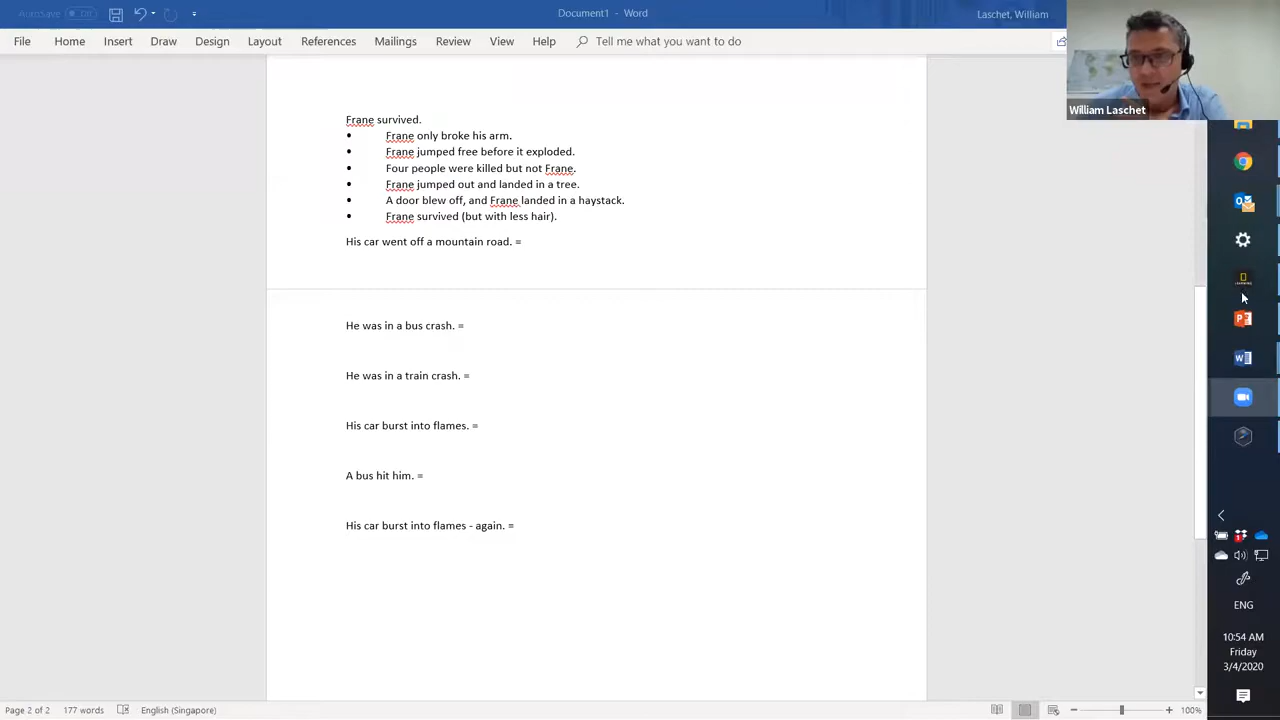 AutoSave
Off
Document1 - Word
Laschet, William
File Home Insert Draw Design Layout References Mailings Review View Help Tell me what you want to do
William Laschet
Frane survived.
• Frane only broke his arm.
• Frane jumped free before it exploded.
• Four people were killed but not Frane.
• Frane jumped out and landed in a tree.
• A door blew off, and Frane landed in a haystack.
• Frane survived (but with less hair).
His car went off a mountain road. =
He was in a bus crash. =
He was in a train crash. =
His car burst into flames. =
A bus hit him. =
His car burst into flames - again. =
LEARNING
ENG
10:54 AM
Friday
3/4/2020
Page 2 of 2 177 words English (Singapore) 100%